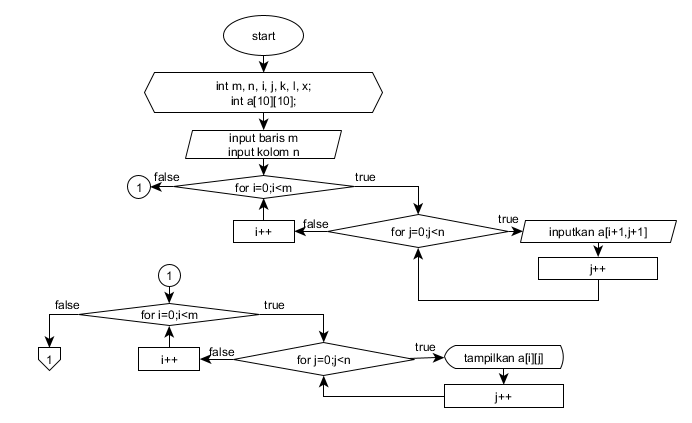 start
int m, n, i, j, k, l, x;
int a[10][10];
input baris m
input kolom n
false
true
1
for i=0;i<m
false
true
i++
for j=0;j<n
inputkan a[i+1,j+1]
j++
1
false
true
for i=0;i<m
false
true
1
i++
for j=0;j<n
tampilkan a[i][j]
j++